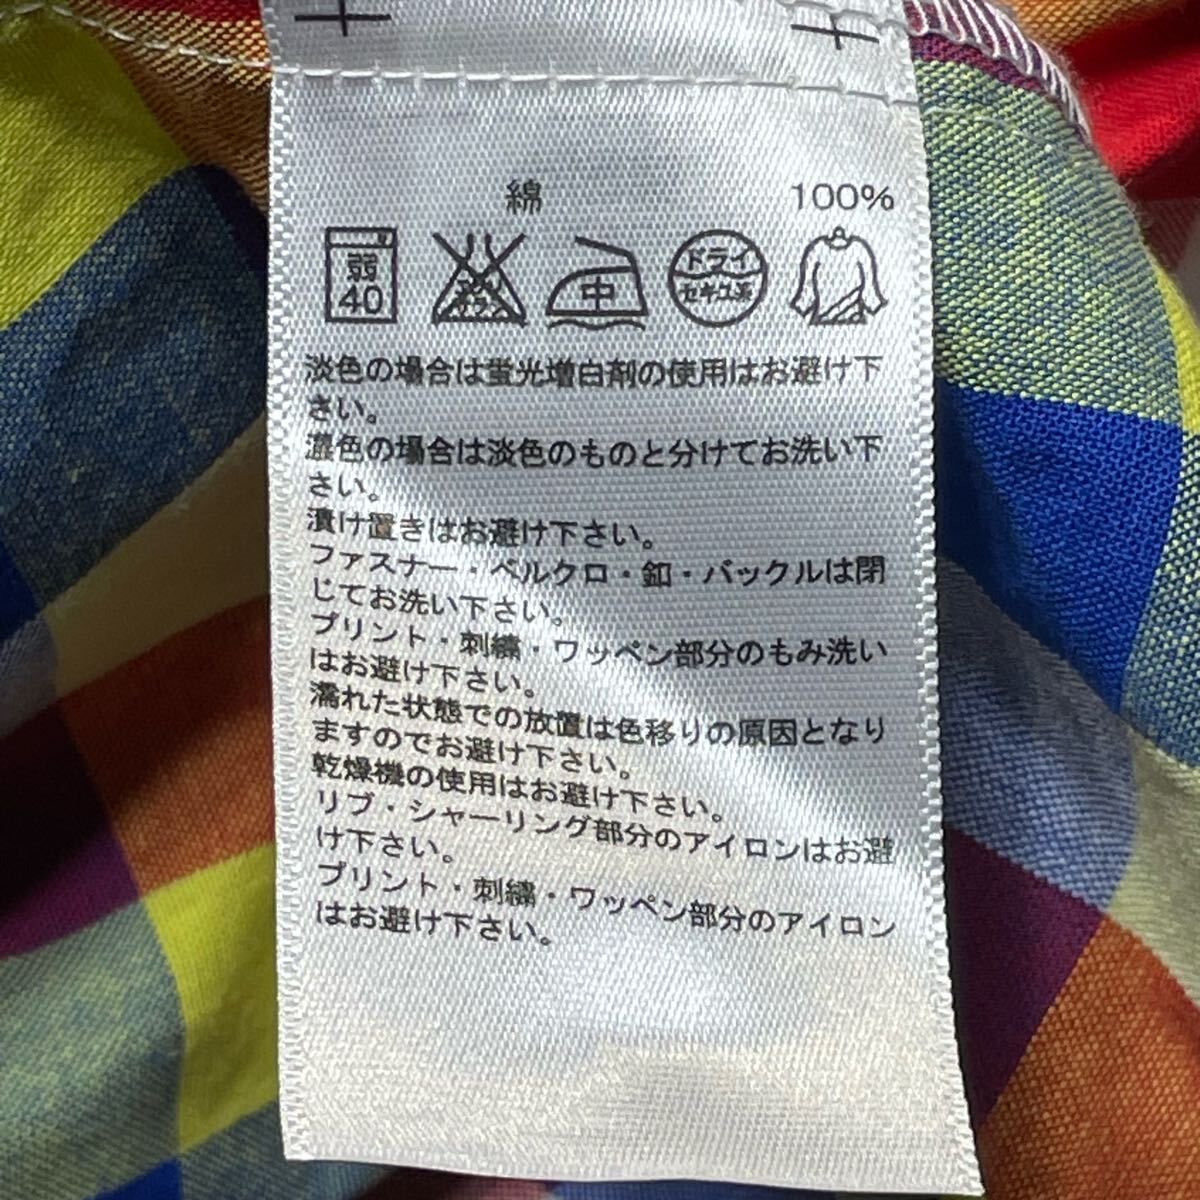 綿 100%
弱 40
エンソ サラシ
中
ドライ セキユ系
淡色の場合は蛍光増白剤の使用はお避け下
さい。
濃色の場合は淡色のものと分けてお洗い下
さい。
漬け置きはお避け下さい。
ファスナー・ベルクロ・釦・バックルは閉
じてお洗い下さい。
プリント・刺繍・ワッペン部分のもみ洗い
はお避け下さい。
濡れた状態での放置は色移りの原因となり
ますのでお避け下さい。
乾燥機の使用はお避け下さい。
リブ・シャーリング部分のアイロンはお避
け下さい。
プリント・刺繍・ワッペン部分のアイロン
はお避け下さい。